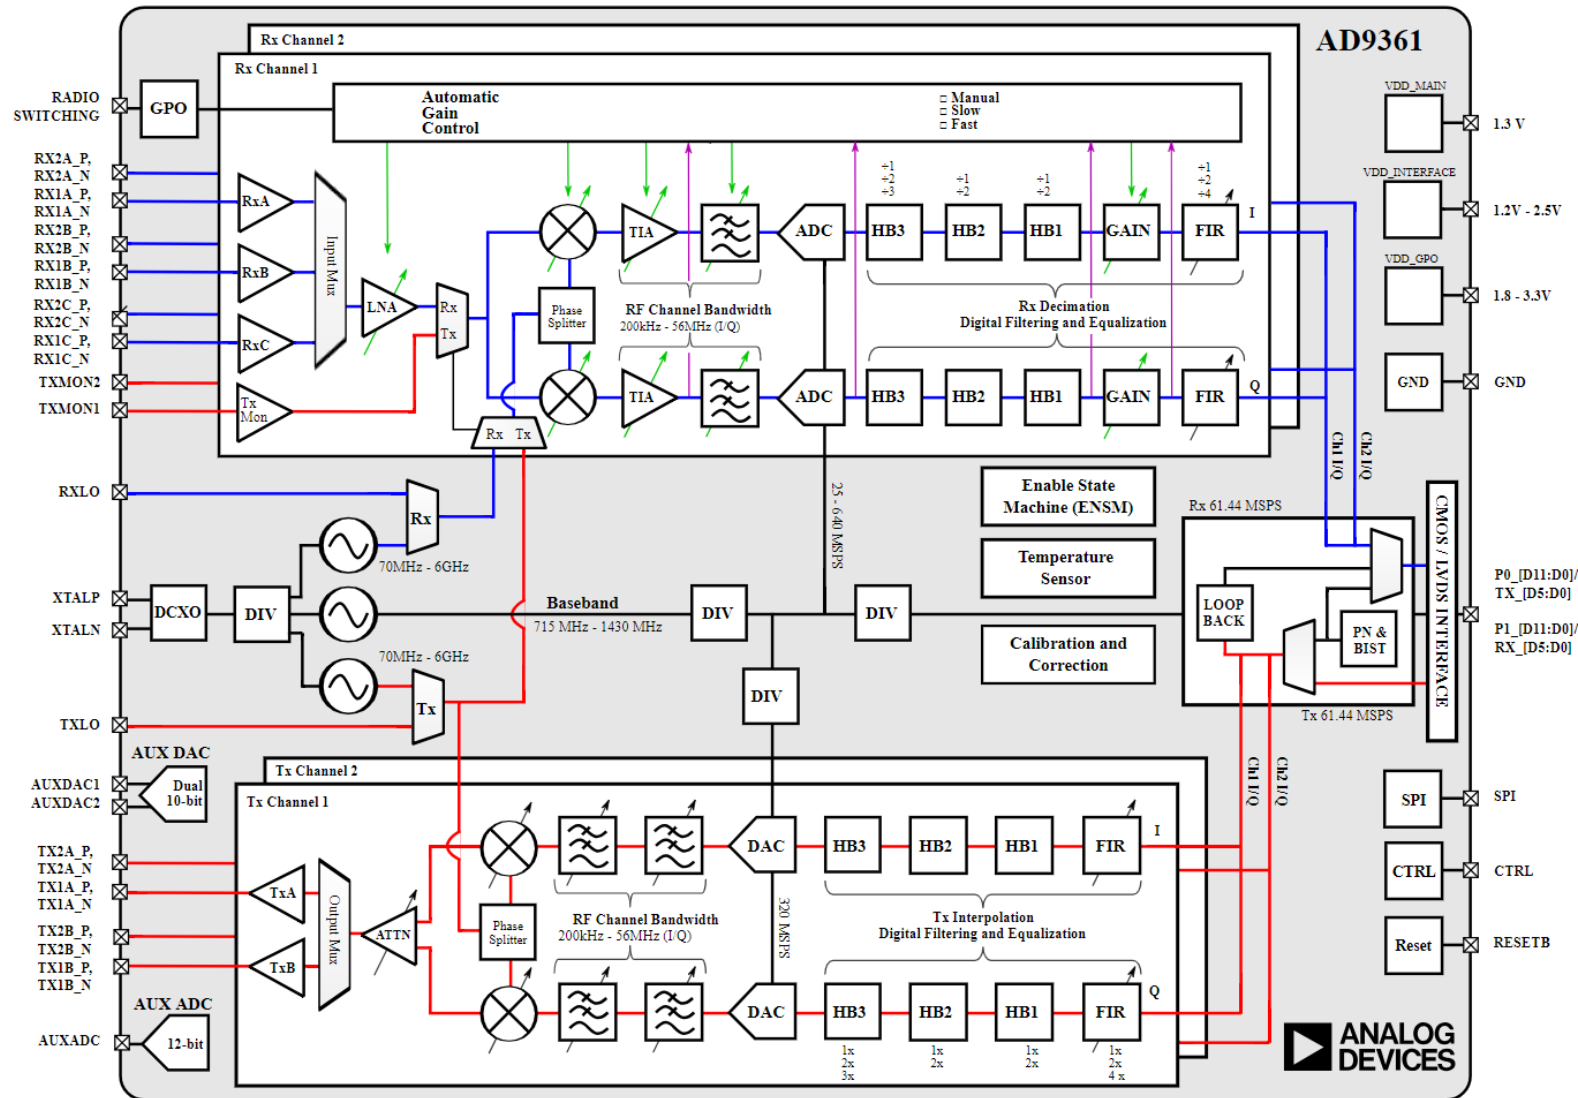 AD9361
Rx Channel 2
Rx Channel 1
RADIO
SWITCHING
GPO
Automatic
Gain
Control
□ Manual
□ Slow
□ Fast
VDD_MAIN
1.3 V
VDD_INTERFACE
1.2V - 2.5V
VDD_GPO
1.8 - 3.3V
GND
GND
RX2A_P,
RX2A_N
RX1A_P,
RX1A_N
RX2B_P,
RX2B_N
RX1B_P,
RX1B_N
RX2C_P,
RX2C_N
RX1C_P,
RX1C_N
TXMON2
TXMON1
RxA
RxB
RxC
Tx
Mon
Input Mux
LNA
Rx
Tx
Phase
Splitter
TIA
ADC
÷1
÷2
÷3
HB3
÷1
÷2
HB2
÷1
÷2
HB1
GAIN
÷1
÷2
÷4
FIR
I
RF Channel Bandwidth
200kHz - 56MHz (I/Q)
Rx Decimation
Digital Filtering and Equalization
TIA
ADC
HB3
HB2
HB1
GAIN
FIR
Q
Rx Tx
Ch1 I/Q
Ch2 I/Q
RXLO
Rx
70MHz - 6GHz
25 - 640 MSPS
Enable State
Machine (ENSM)
Temperature
Sensor
Calibration and
Correction
Rx 61.44 MSPS
LOOP
BACK
PN &
BIST
Tx 61.44 MSPS
CMOS / LVDS INTERFACE
P0_[D11:D0]/
TX_[D5:D0]
P1_[D11:D0]/
RX_[D5:D0]
XTALP
XTALN
DCXO
DIV
Baseband
715 MHz - 1430 MHz
DIV
DIV
DIV
70MHz - 6GHz
Tx
TXLO
AUX DAC
AUXDAC1
AUXDAC2
Dual
10-bit
Tx Channel 2
Tx Channel 1
Ch1 I/Q
Ch2 I/Q
SPI
SPI
CTRL
CTRL
Reset
RESETB
TX2A_P,
TX2A_N
TX1A_P,
TX1A_N
TX2B_P,
TX2B_N
TX1B_P,
TX1B_N
TxA
TxB
Output Mux
ATTN
Phase
Splitter
DAC
HB3
HB2
HB1
FIR
I
RF Channel Bandwidth
200kHz - 56MHz (I/Q)
320 MSPS
Tx Interpolation
Digital Filtering and Equalization
DAC
HB3
HB2
HB1
FIR
Q
1x
2x
3x
1x
2x
1x
2x
1x
2x
4 x
AUX ADC
AUXADC
12-bit
ANALOG
DEVICES